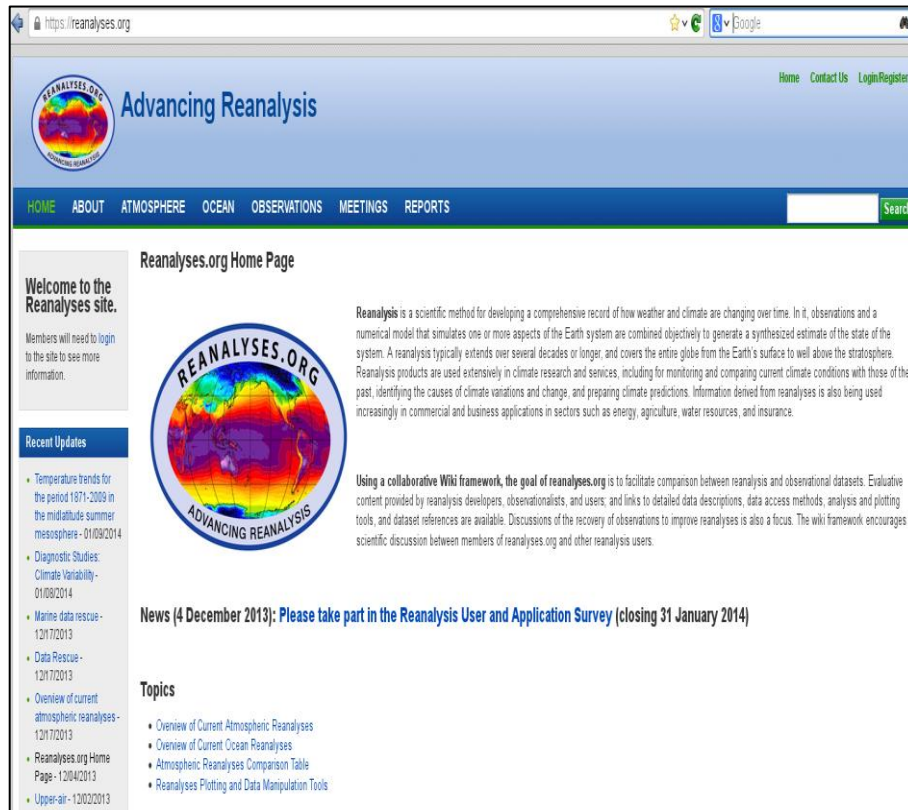 https://reanalyses.org
Google
REANALYSES.ORG
ADVANCING REANALYSIS
Advancing Reanalysis
Home Contact Us Login/Register
HOME ABOUT ATMOSPHERE OCEAN OBSERVATIONS MEETINGS REPORTS
Search
Welcome to the
Reanalyses site.
Members will need to login
to the site to see more
information.
Recent Updates
Temperature trends for
the period 1871-2009 in
the midlatitude summer
mesosphere - 01/09/2014
Diagnostic Studies:
Climate Variability -
01/08/2014
Marine data rescue -
12/17/2013
Data Rescue -
12/17/2013
Overview of current
atmospheric reanalyses -
12/17/2013
Reanalyses.org Home
Page - 12/04/2013
Upper-air - 12/02/2013
Reanalyses.org Home Page
REANALYSES.ORG
ADVANCING REANALYSIS
Reanalysis is a scientific method for developing a comprehensive record of how weather and climate are changing over time. In it, observations and a
numerical model that simulates one or more aspects of the Earth system are combined objectively to generate a synthesized estimate of the state of the
system. A reanalysis typically extends over several decades or longer, and covers the entire globe from the Earth's surface to well above the stratosphere.
Reanalysis products are used extensively in climate research and services, including for monitoring and comparing current climate conditions with those of the
past, identifying the causes of climate variations and change, and preparing climate predictions. Information derived from reanalyses is also being used
increasingly in commercial and business applications in sectors such as energy, agriculture, water resources, and insurance.
Using a collaborative Wiki framework, the goal of reanalyses.org is to facilitate comparison between reanalysis and observational datasets. Evaluative
content provided by reanalysis developers, observationalists, and users; and links to detailed data descriptions, data access methods, analysis and plotting
tools, and dataset references are available. Discussions of the recovery of observations to improve reanalyses is also a focus. The wiki framework encourages
scientific discussion between members of reanalyses.org and other reanalysis users.
News (4 December 2013): Please take part in the Reanalysis User and Application Survey (closing 31 January 2014)
Topics
Overview of Current Atmospheric Reanalyses
Overview of Current Ocean Reanalyses
Atmospheric Reanalyses Comparison Table
Reanalyses Plotting and Data Manipulation Tools